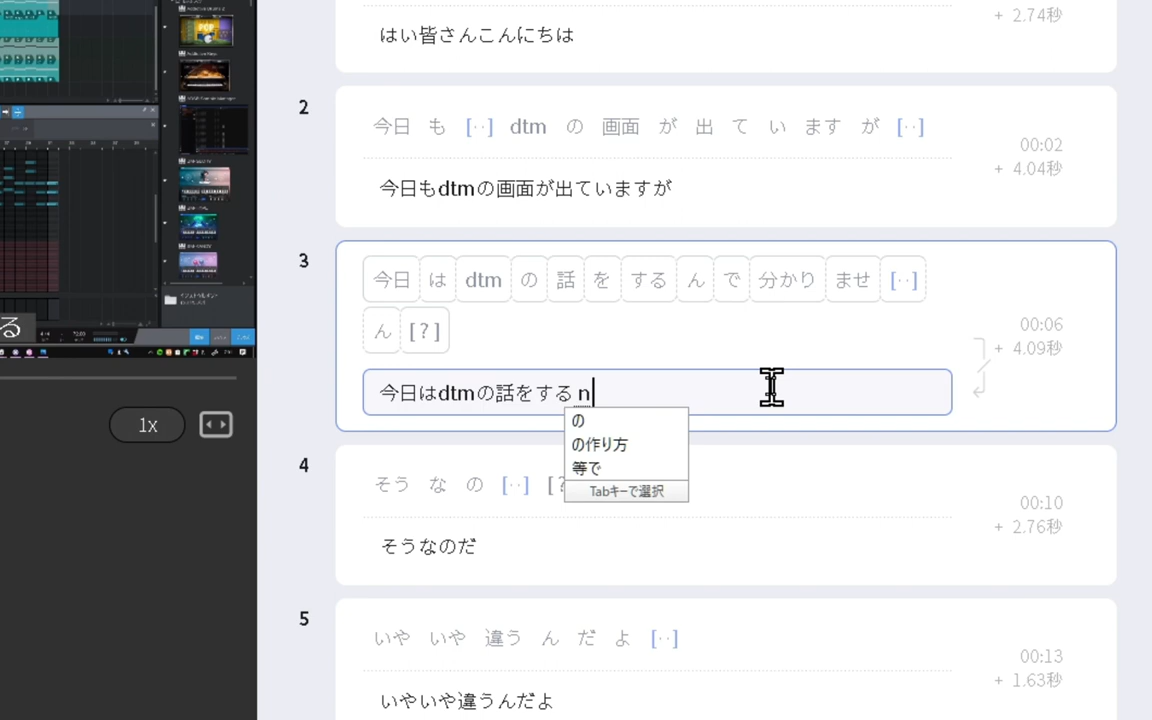 + 2.74秒
はい皆さんこんにちは
2
今日 も [··] dtm の 画面 が 出 て い ます が [··]
00:02
+ 4.04秒
今日もdtmの画面が出ていますが
3
今日 は dtm の 話 を する ん で 分かり ませ [··]
ん [?]
00:06
+ 4.09秒
今日はdtmの話をする n
の
の作り方
等で
Tabキーで選択
る
1x
4
そう な の [··] [?
00:10
+ 2.76秒
そうなのだ
5
いや いや 違う ん だ よ [··]
00:13
+ 1.63秒
いやいや違うんだよ